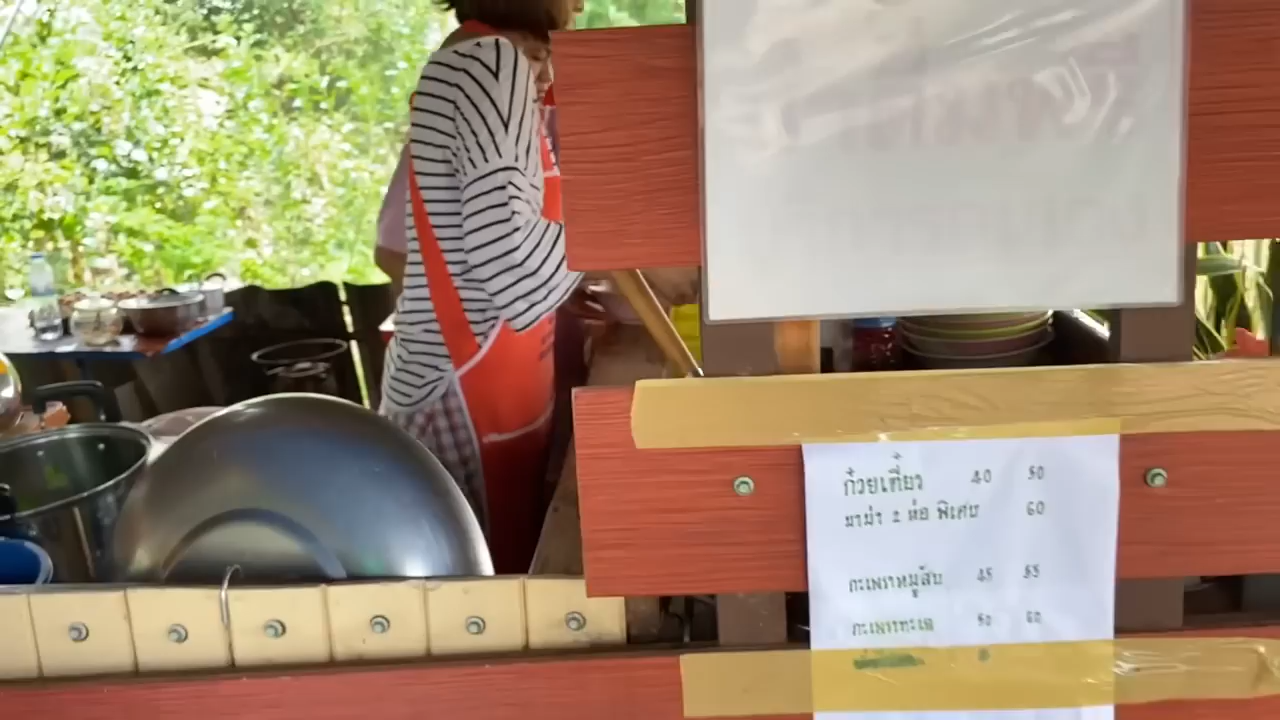 ก๋วยเตี๋ยว 40 50
มาม่า 2 ห่อ พิเศษ 60
กะเพราหมูสับ 45 55
กะเพราทะเล 50 60